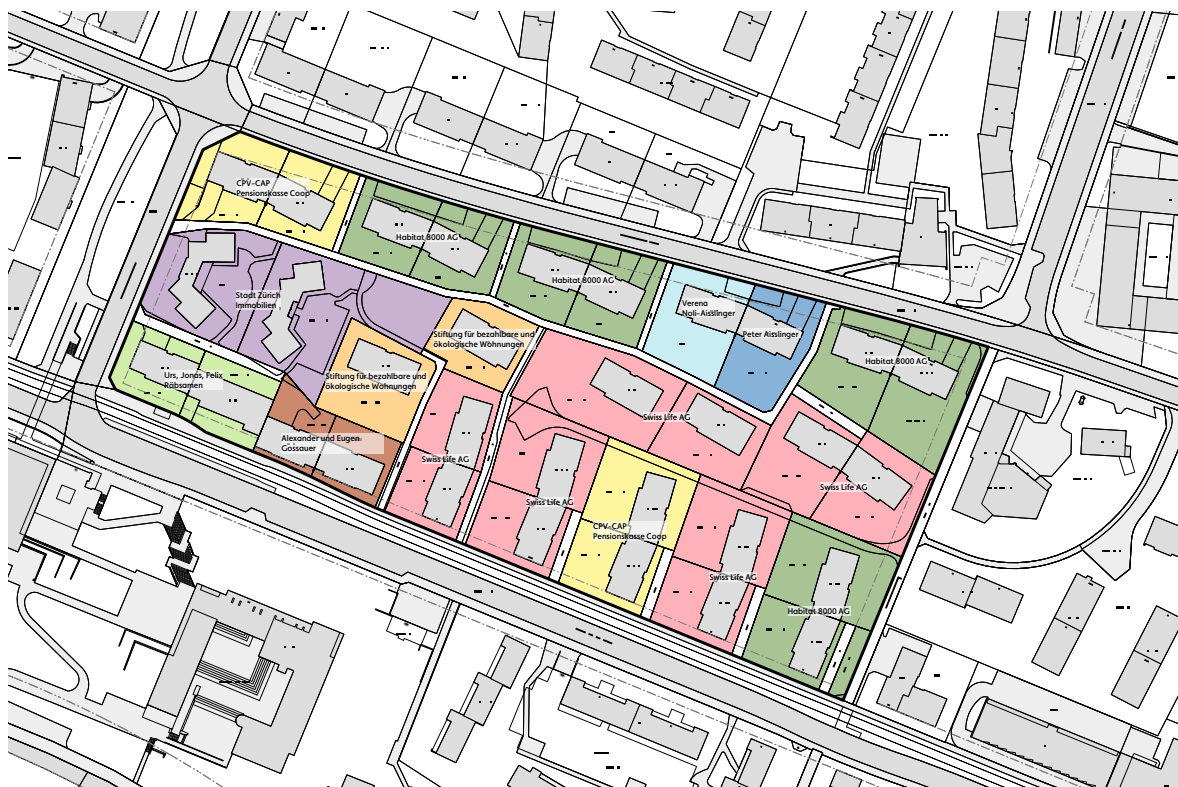 CPV-CAP
Pensionskasse Coop
Habitat 8000 AG
Habitat 8000 AG
Stadt Zürich
Immobilien
Verena
Noli-Aisslinger
Peter Aisslinger
Stiftung für bezahlbare und
ökologische Wohnungen
Habitat 8000 AG
Urs, Jonas, Felix
Räbsamen
Stiftung für bezahlbare und
ökologische Wohnungen
Swiss Life AG
Alexander und Eugen
Gossauer
Swiss Life AG
Swiss Life AG
Swiss Life AG
CPV-CAP
Pensionskasse Coop
Swiss Life AG
Habitat 8000 AG